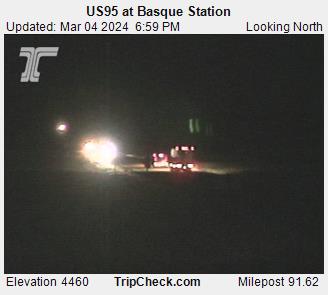 US95 at Basque Station
Updated: Mar 04 2024 6:59 PM Looking North
Elevation 4460 TripCheck.com Milepost 91.62